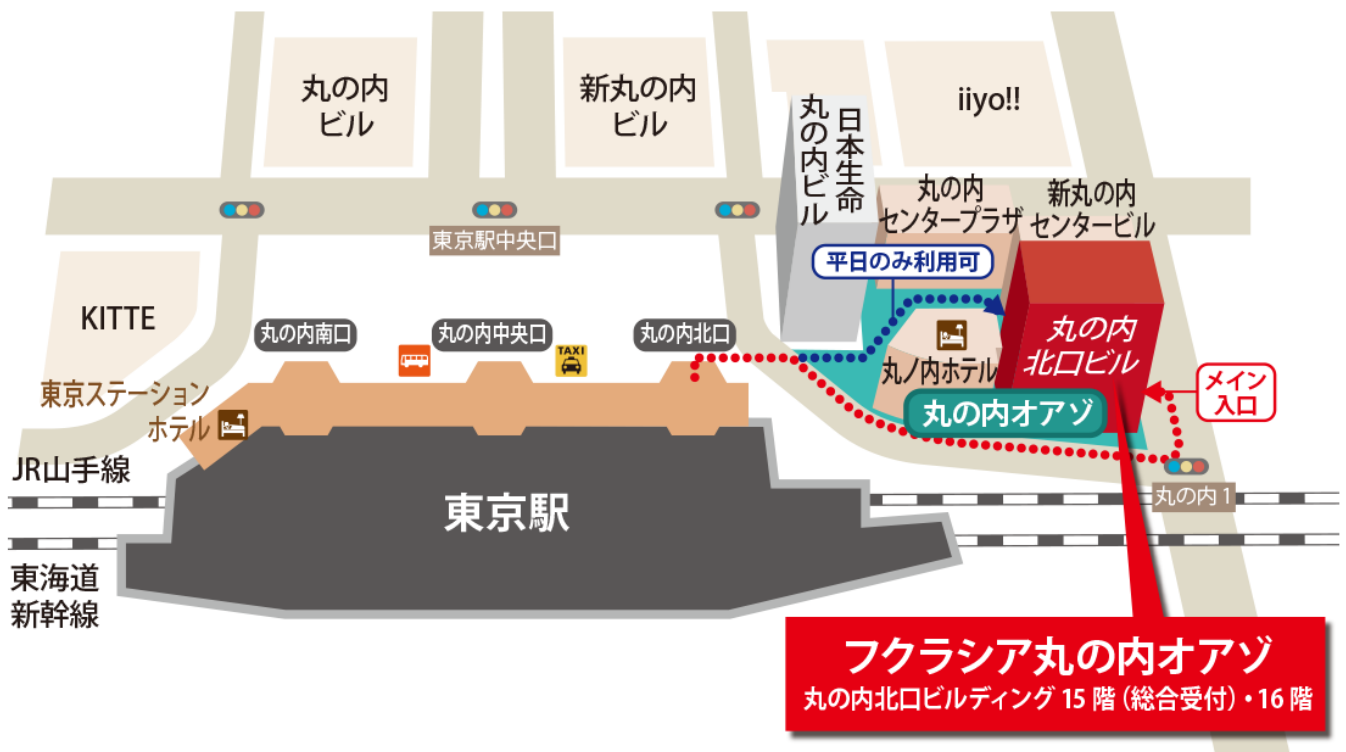 丸の内
ビル
新丸の内
ビル
日本生命
丸の内ビル
iiyo!!
丸の内
センタープラザ
新丸の内
センタービル
東京駅中央口
平日のみ利用可
KITTE
丸の内南口
丸の内中央口
TAXI
丸の内北口
丸の内
北口ビル
丸ノ内ホテル
メイン
入口
東京ステーション
ホテル
丸の内オアゾ
JR山手線
東京駅
丸の内1
東海道
新幹線
フクラシア丸の内オアゾ
丸の内北口ビルディング 15 階（総合受付）・16 階